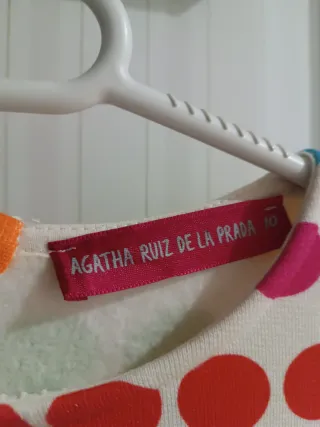 AGATHA RUIZ DE LA PRADA 10